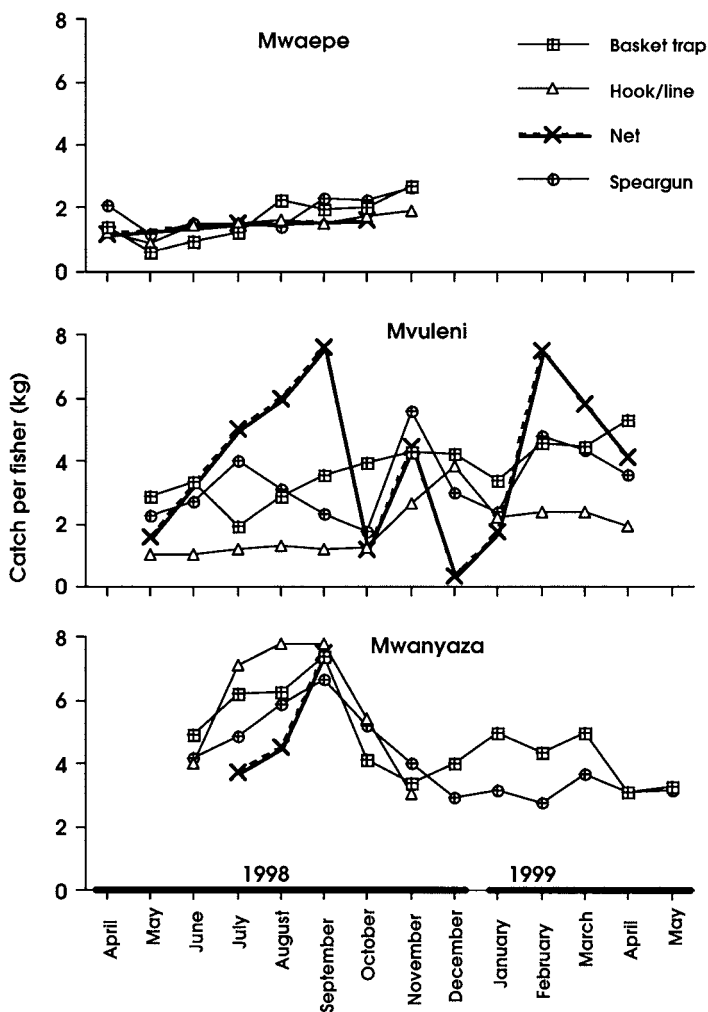 8
Mwaepe
6
4
2
0
Basket trap
Hook/line
Net
Speargun
Catch per fisher (kg)
8
Mvuleni
6
4
2
0
8
Mwanyaza
6
4
2
0
1998
1999
April
May
June
July
August
September
October
November
December
January
February
March
April
May